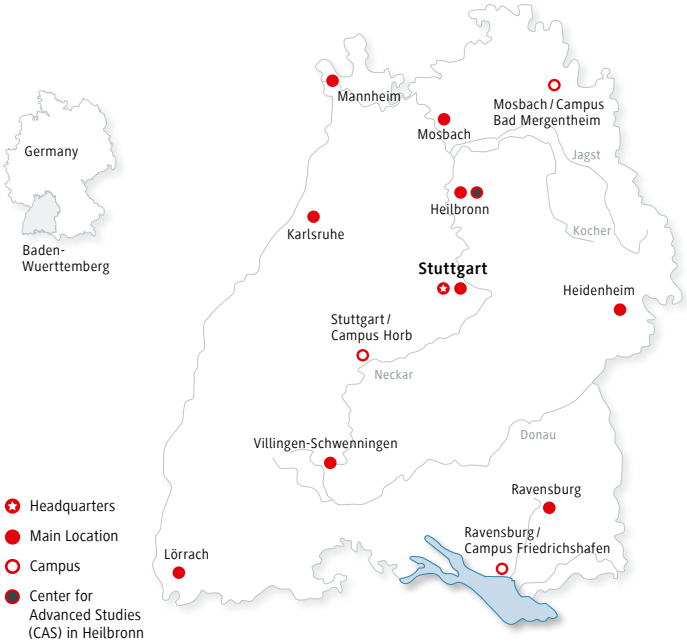 Mannheim
Mosbach / Campus
Bad Mergentheim
Mosbach
Germany
Jagst
Heilbronn
Karlsruhe
Kocher
Baden-
Wuerttemberg
Stuttgart
Heidenheim
Stuttgart /
Campus Horb
Neckar
Donau
Villingen-Schwenningen
Ravensburg
Ravensburg /
Campus Friedrichshafen
Lörrach
Headquarters
Main Location
Campus
Center for
Advanced Studies
(CAS) in Heilbronn